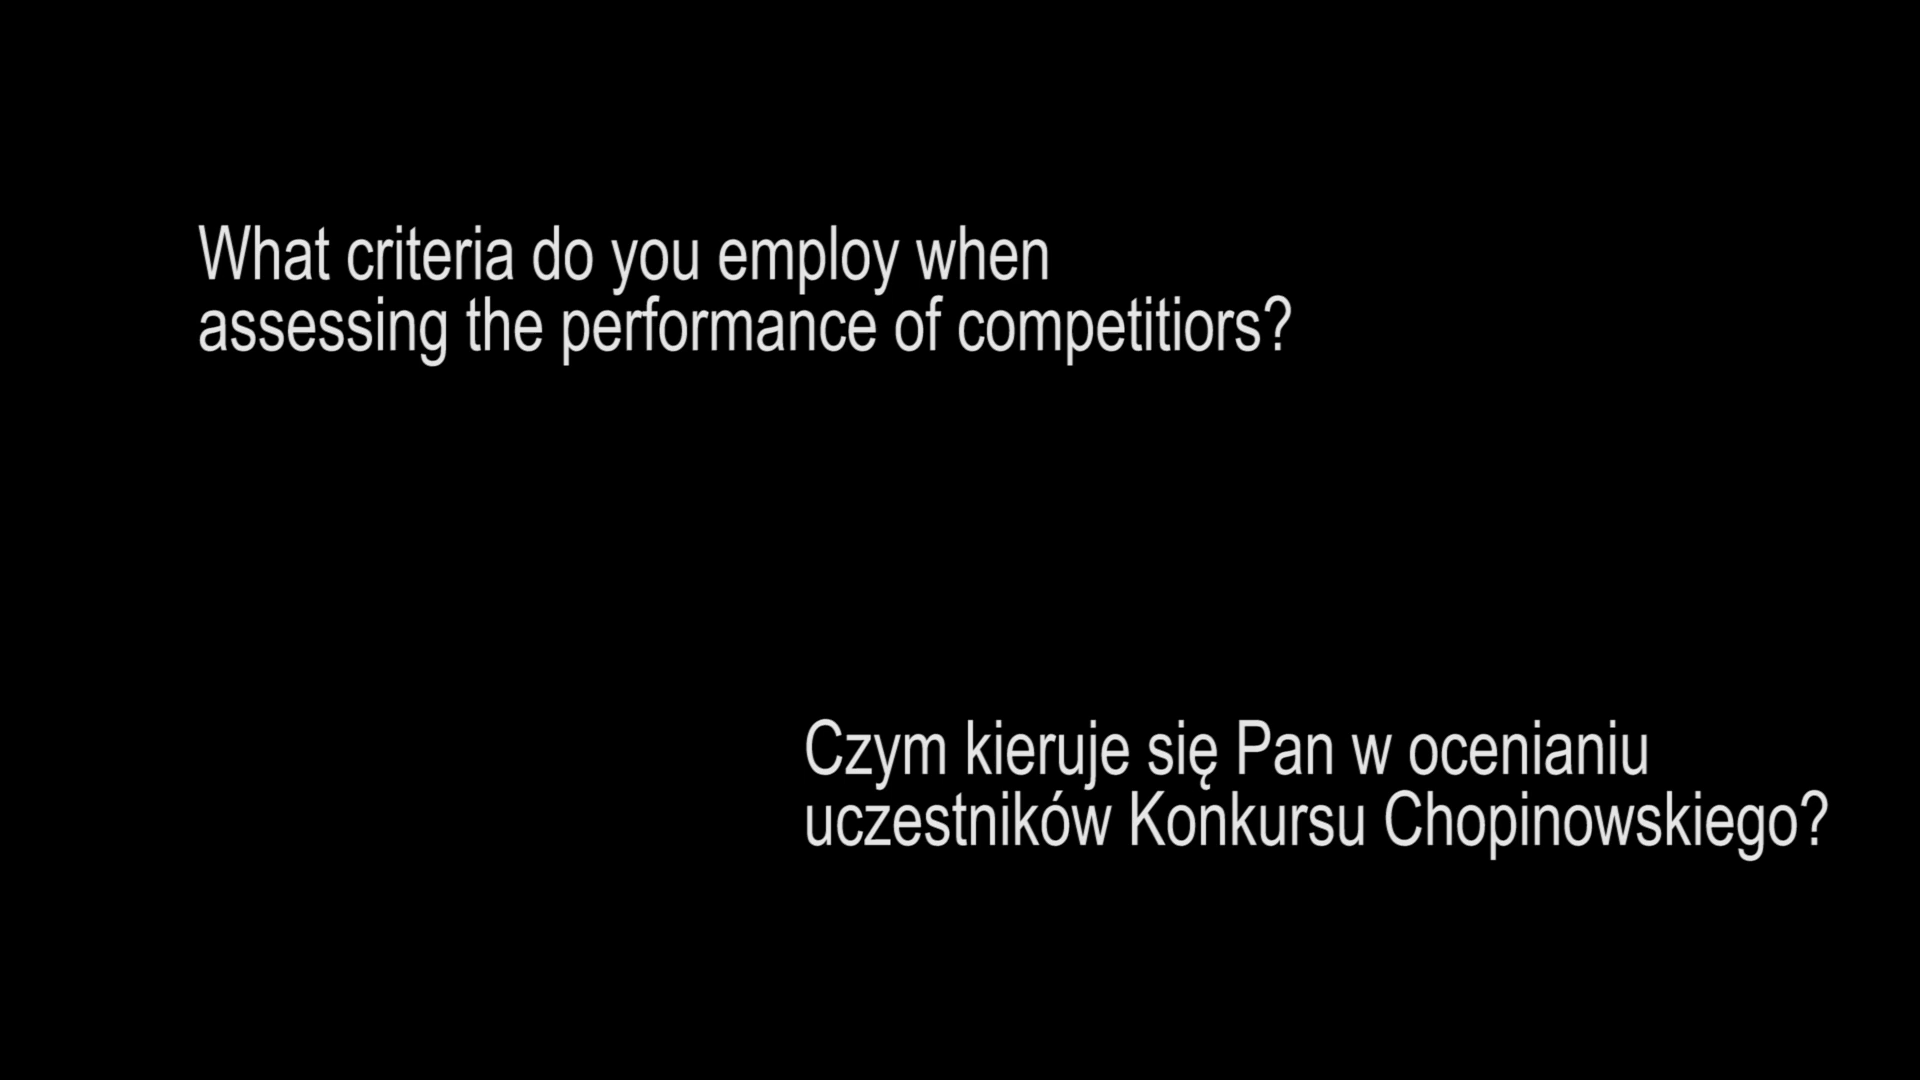 What criteria do you employ when
assessing the performance of competitiors?
Czym kieruje się Pan w ocenianiu
uczestników Konkursu Chopinowskiego?